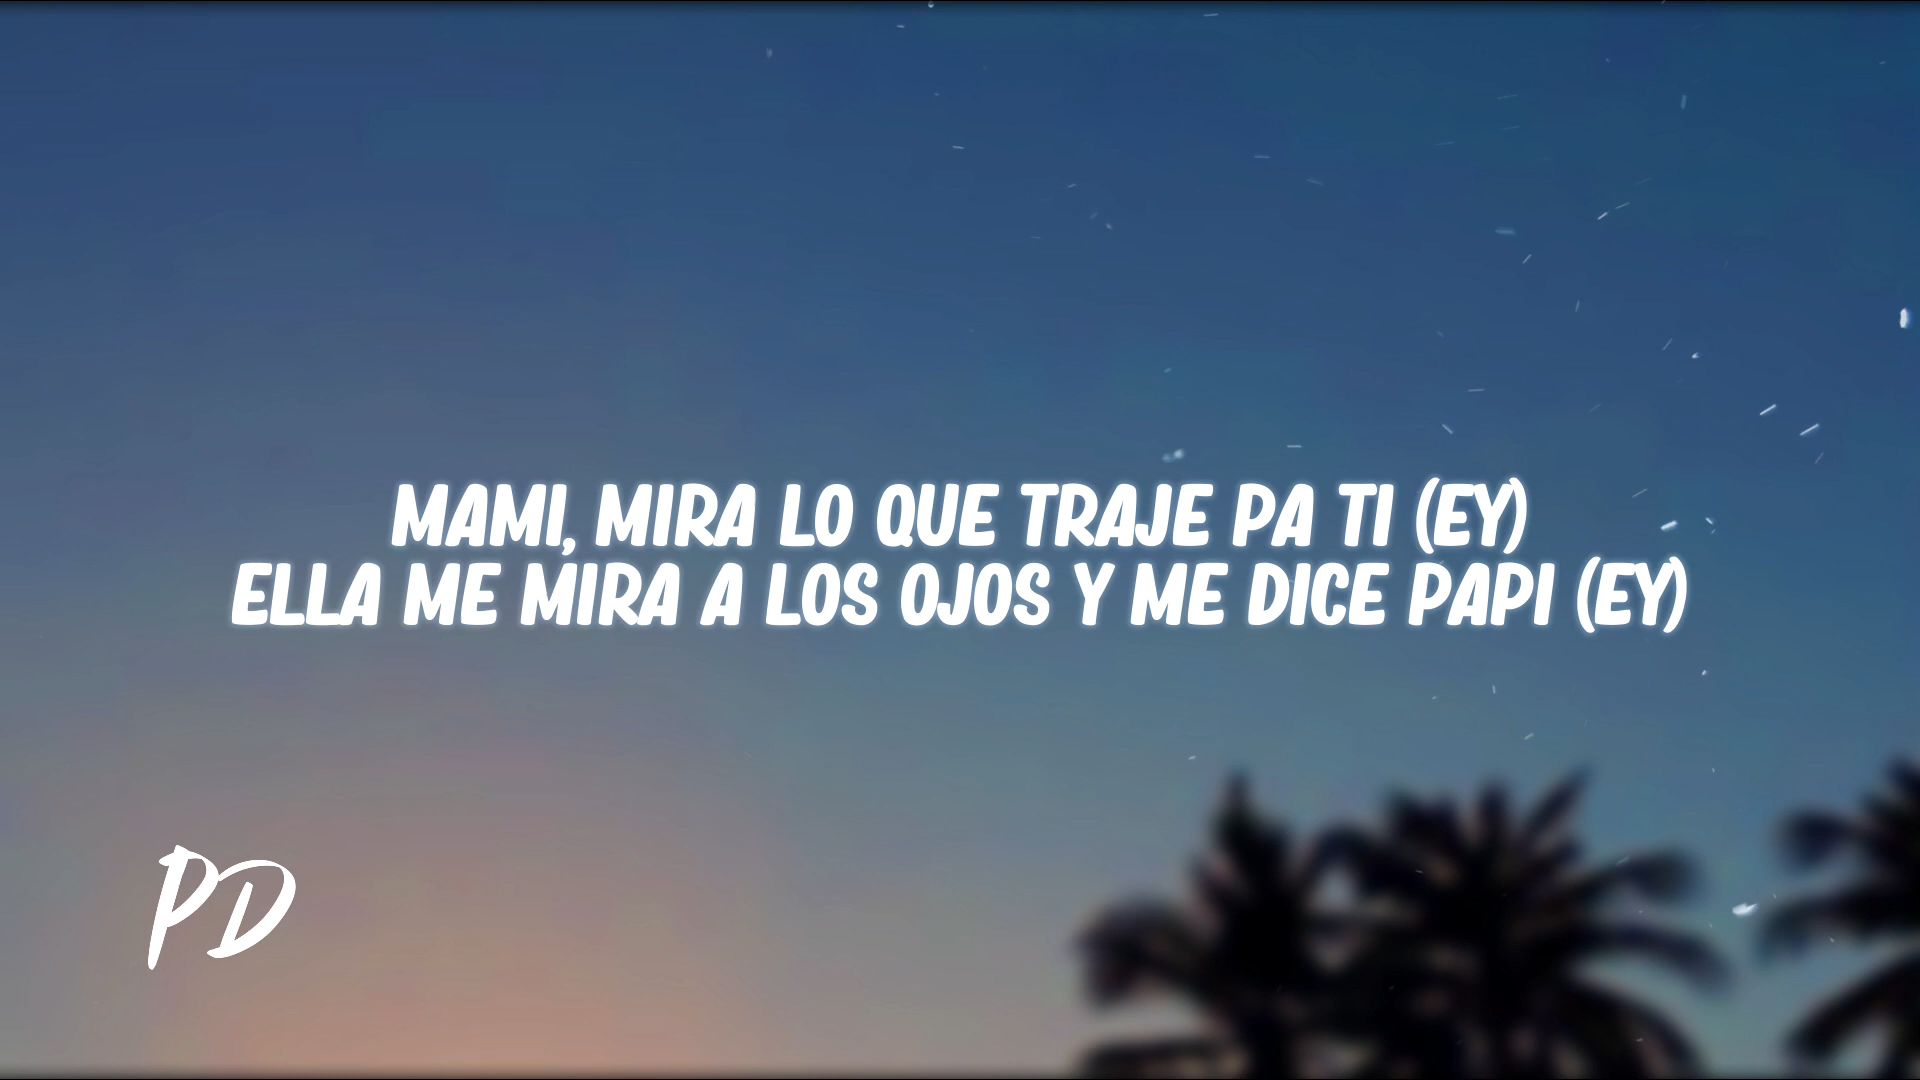 MAMI, MIRA LO QUE TRAJE PA TI (EY)
ELLA ME MIRA A LOS OJOS Y ME DICE PAPI (EY)
PD